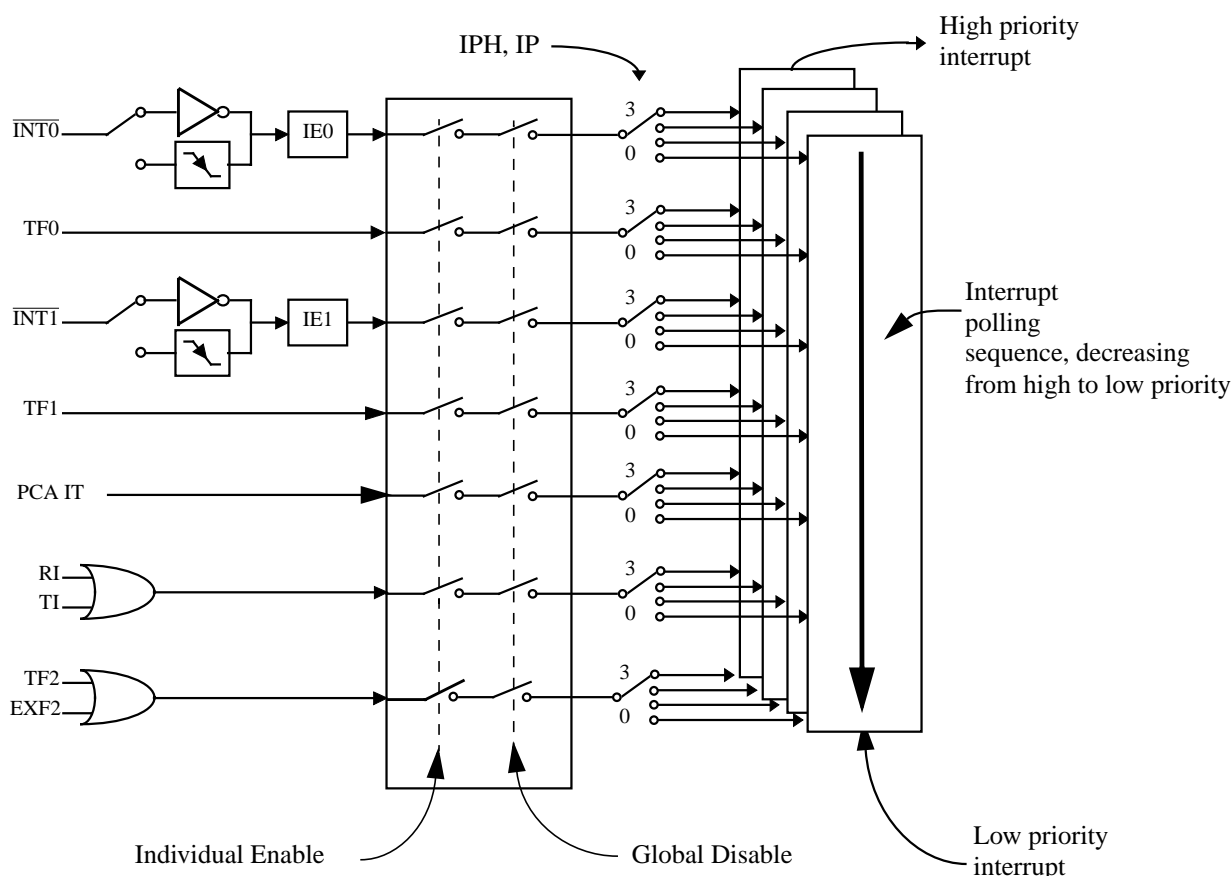 High priority
interrupt
IPH, IP
INT0
IE0
3
0
TF0
3
0
INT1
IE1
3
0
Interrupt
polling
sequence, decreasing
from high to low priority
TF1
3
0
PCA IT
3
0
RI
TI
3
0
TF2
EXF2
3
0
Individual Enable
Global Disable
Low priority
interrupt